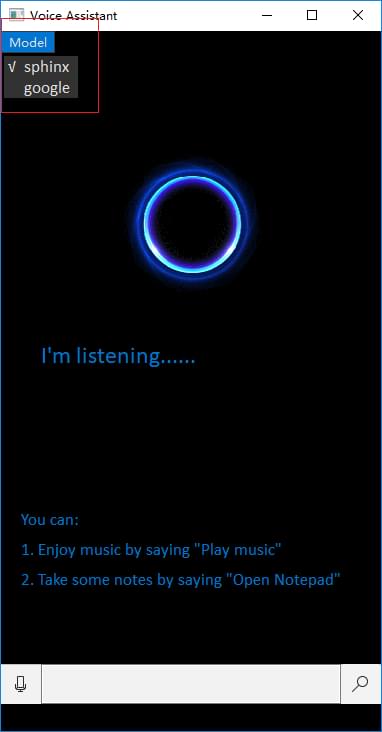 Voice Assistant
Model
√ sphinx
google
I'm listening......
You can:
1. Enjoy music by saying "Play music"
2. Take some notes by saying "Open Notepad"